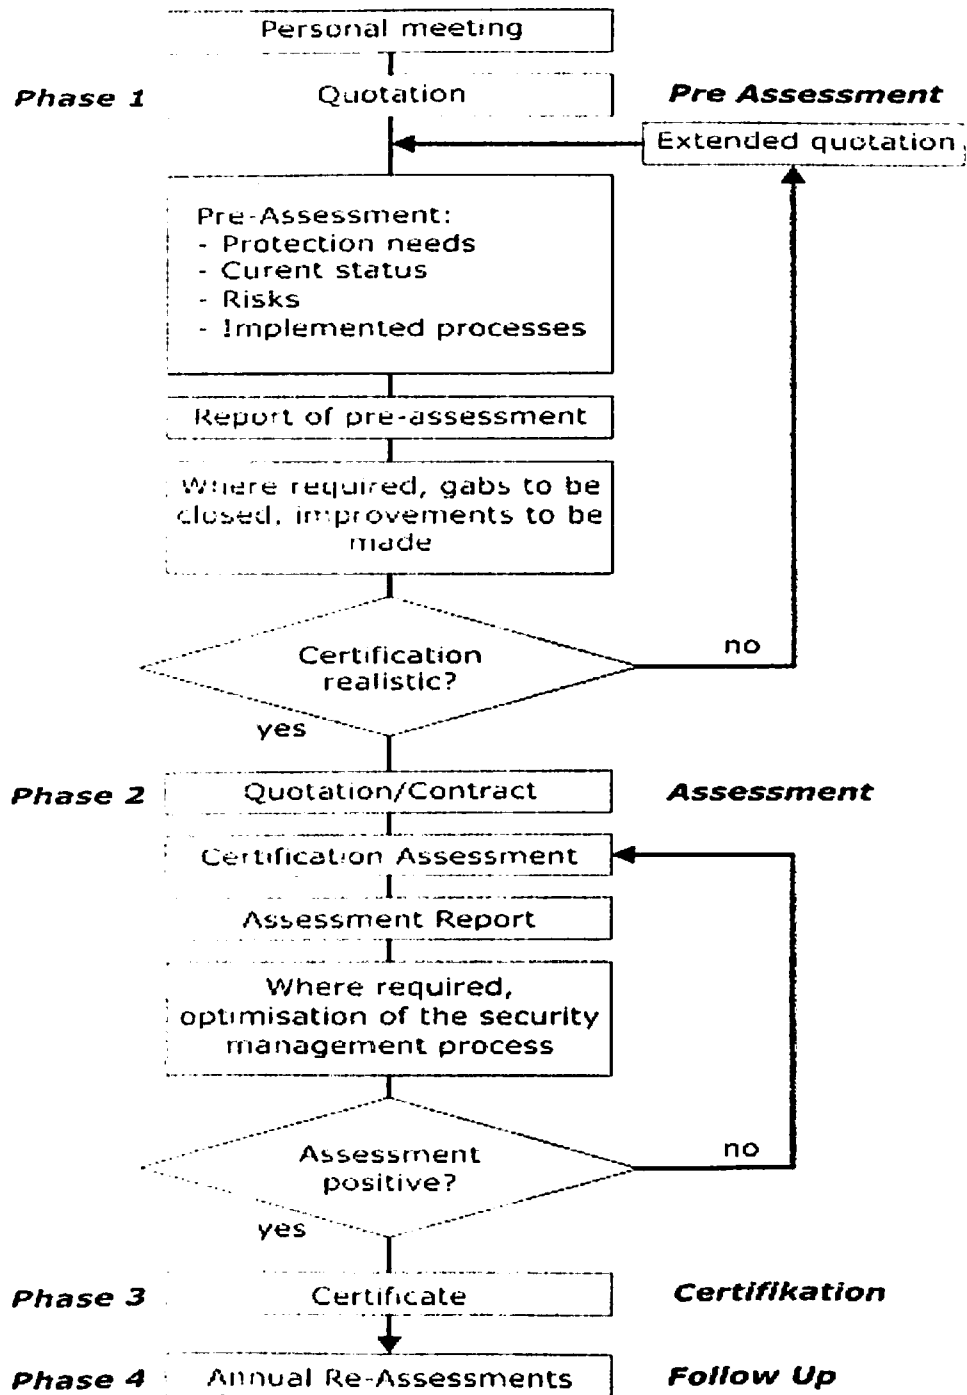 Personal meeting
Phase 1
Quotation
Pre Assessment
Extended quotation
Pre-Assessment:
- Protection needs
- Curent status
- Risks
- Implemented processes
Report of pre-assessment
Where required, gabs to be
closed, improvements to be
made
Certification
realistic?
no
yes
Phase 2
Quotation/Contract
Assessment
Certification Assessment
Assessment Report
Where required,
optimisation of the security
management process
Assessment
positive?
no
yes
Phase 3
Certificate
Certifikation
Phase 4
Annual Re-Assessments
Follow Up